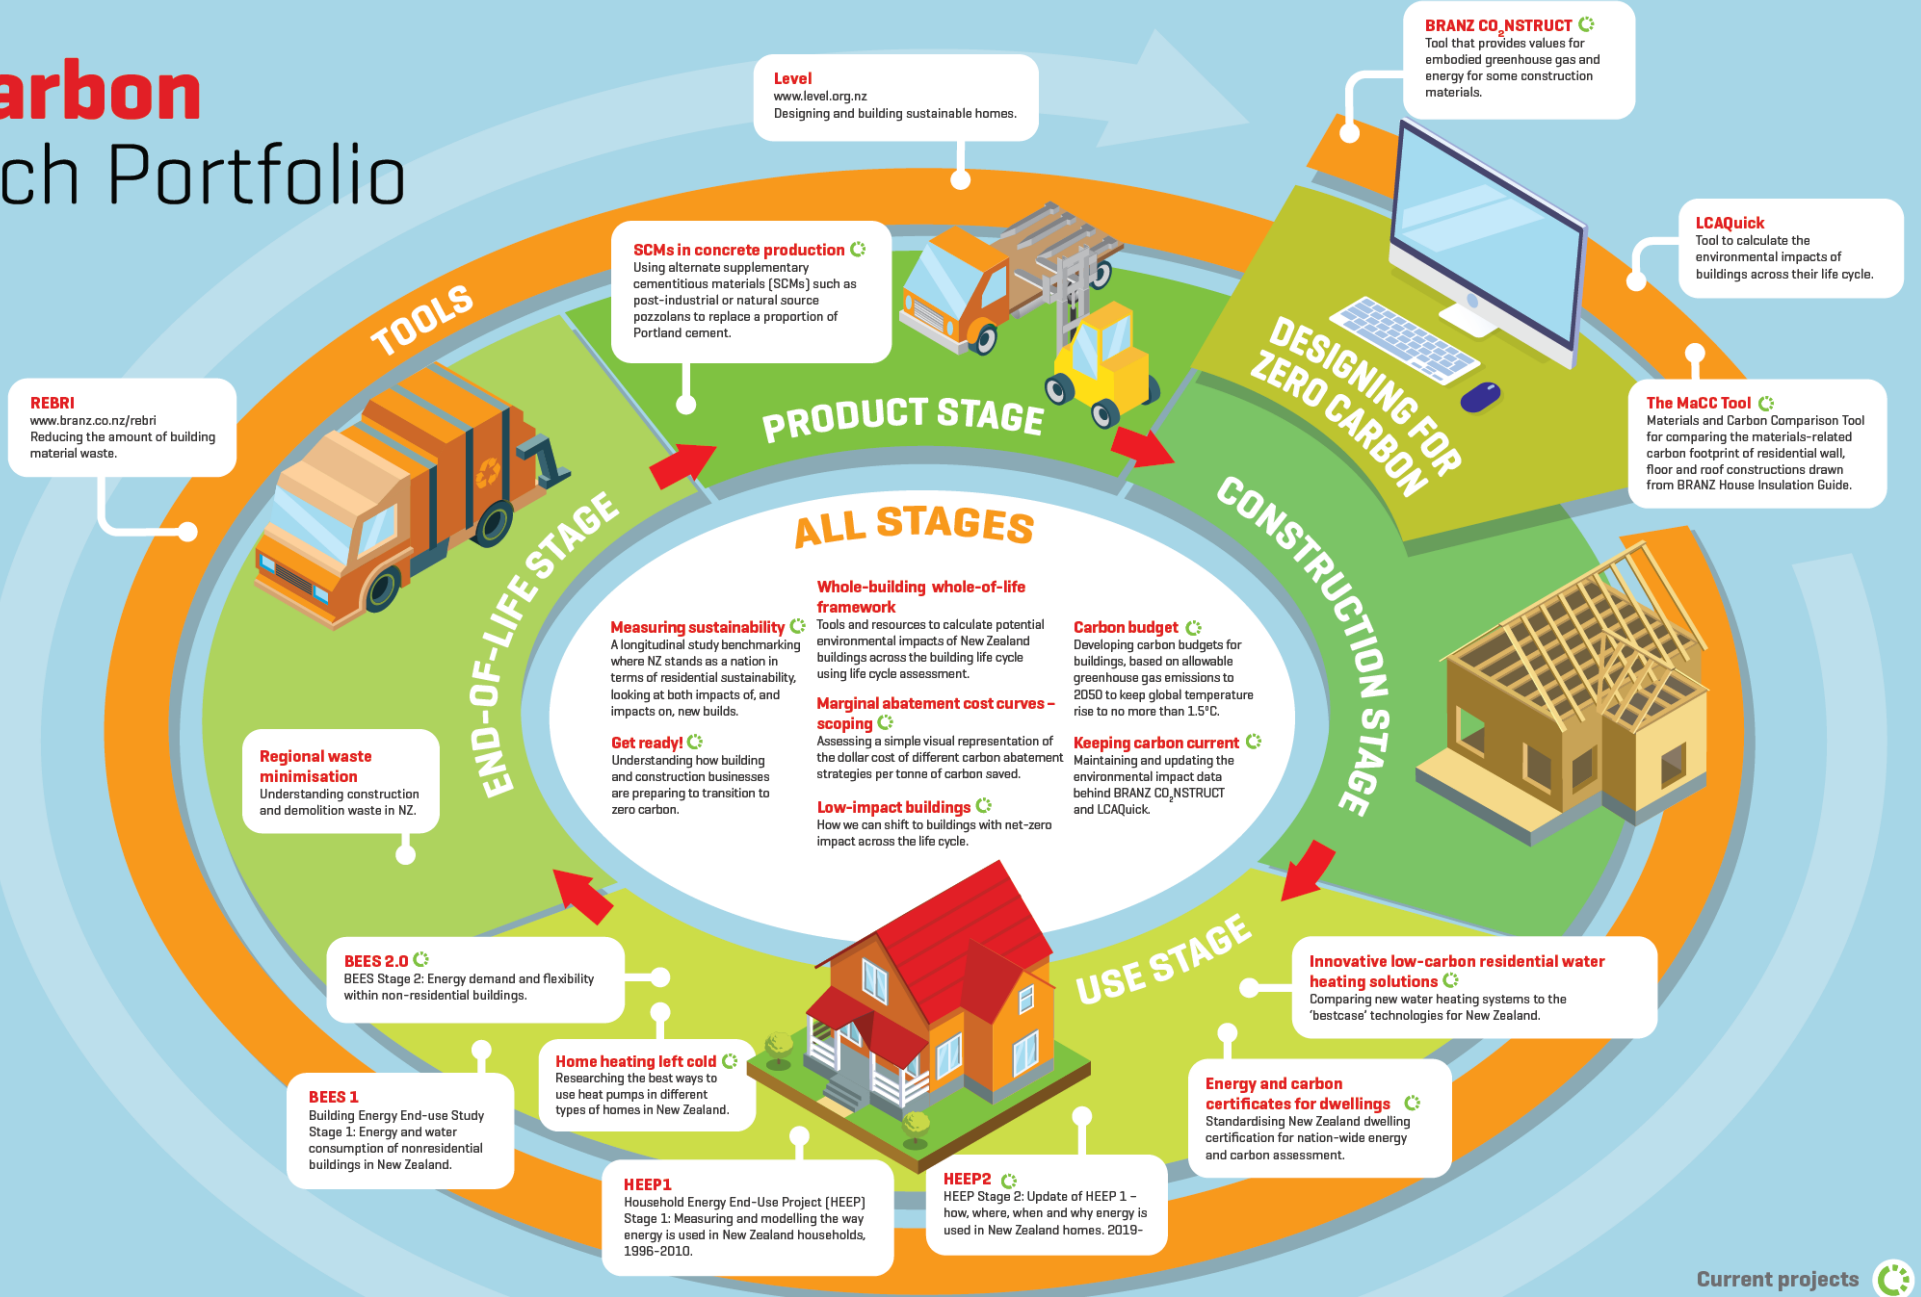 arbon
ch Portfolio
Level
www.level.org.nz
Designing and building sustainable homes.
BRANZ CO₂NSTRUCT
Tool that provides values for
embodied greenhouse gas and
energy for some construction
materials.
LCAQuick
Tool to calculate the
environmental impacts of
buildings across their life cycle.
The MaCC Tool
Materials and Carbon Comparison Tool
for comparing the materials-related
carbon footprint of residential wall,
floor and roof constructions drawn
from BRANZ House Insulation Guide.
TOOLS
REBRI
www.branz.co.nz/rebri
Reducing the amount of building
material waste.
SCMs in concrete production
Using alternate supplementary
cementitious materials (SCMs) such as
post-industrial or natural source
pozzolans to replace a proportion of
Portland cement.
PRODUCT STAGE
DESIGNING FOR
ZERO CARBON
CONSTRUCTION STAGE
END-OF-LIFE STAGE
ALL STAGES
Measuring sustainability
A longitudinal study benchmarking
where NZ stands as a nation in
terms of residential sustainability,
looking at both impacts of, and
impacts on, new builds.
Get ready!
Understanding how building
and construction businesses
are preparing to transition to
zero carbon.
Whole-building whole-of-life
framework
Tools and resources to calculate potential
environmental impacts of New Zealand
buildings across the building life cycle
using life cycle assessment.
Marginal abatement cost curves –
scoping
Assessing a simple visual representation of
the dollar cost of different carbon abatement
strategies per tonne of carbon saved.
Low-impact buildings
How we can shift to buildings with net-zero
impact across the life cycle.
Carbon budget
Developing carbon budgets for
buildings, based on allowable
greenhouse gas emissions to
2050 to keep global temperature
rise to no more than 1.5°C.
Keeping carbon current
Maintaining and updating the
environmental impact data
behind BRANZ CO₂NSTRUCT
and LCAQuick.
Regional waste
minimisation
Understanding construction
and demolition waste in NZ.
USE STAGE
BEES 2.0
BEES Stage 2: Energy demand and flexibility
within non-residential buildings.
Home heating left cold
Researching the best ways to
use heat pumps in different
types of homes in New Zealand.
BEES 1
Building Energy End-use Study
Stage 1: Energy and water
consumption of nonresidential
buildings in New Zealand.
HEEP1
Household Energy End-Use Project (HEEP)
Stage 1: Measuring and modelling the way
energy is used in New Zealand households,
1996-2010.
HEEP2
HEEP Stage 2: Update of HEEP 1 –
how, where, when and why energy is
used in New Zealand homes. 2019-
Innovative low-carbon residential water
heating solutions
Comparing new water heating systems to the
‘bestcase’ technologies for New Zealand.
Energy and carbon
certificates for dwellings
Standardising New Zealand dwelling
certification for nation-wide energy
and carbon assessment.
Current projects